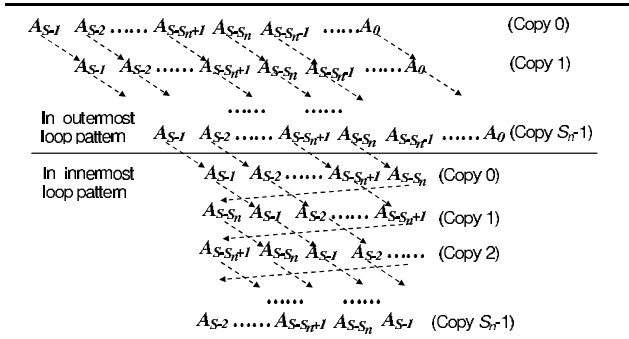 A_{S-1} A_{S-2} …… A_{S-S_n+1} A_{S-S_n} A_{S-S_n-1} …… A_0 (Copy 0)
A_{S-1} A_{S-2} …… A_{S-S_n+1} A_{S-S_n} A_{S-S_n-1} …… A_0 (Copy 1)
…… ……
In outermost
loop pattern
A_{S-1} A_{S-2} …… A_{S-S_n+1} A_{S-S_n} A_{S-S_n-1} …… A_0 (Copy S_n-1)
In innermost
loop pattern
A_{S-1} A_{S-2} …… A_{S-S_n+1} A_{S-S_n} (Copy 0)
A_{S-S_n} A_{S-1} A_{S-2} …… A_{S-S_n+1} (Copy 1)
A_{S-S_n+1} A_{S-S_n} A_{S-1} A_{S-2} …… (Copy 2)
…… ……
A_{S-2} …… A_{S-S_n+1} A_{S-S_n} A_{S-1} (Copy S_n-1)